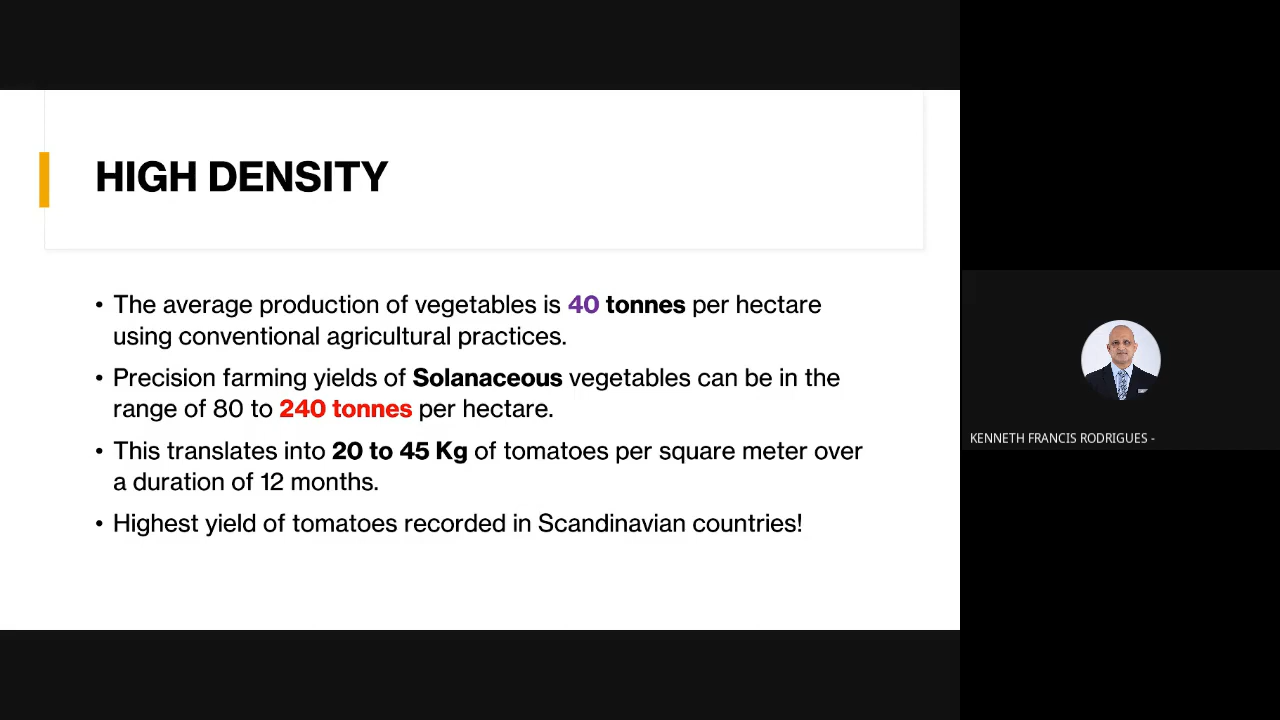 HIGH DENSITY
• The average production of vegetables is 40 tonnes per hectare
using conventional agricultural practices.
• Precision farming yields of Solanaceous vegetables can be in the
range of 80 to 240 tonnes per hectare.
• This translates into 20 to 45 Kg of tomatoes per square meter over
a duration of 12 months.
• Highest yield of tomatoes recorded in Scandinavian countries!
KENNETH FRANCIS RODRIGUES -